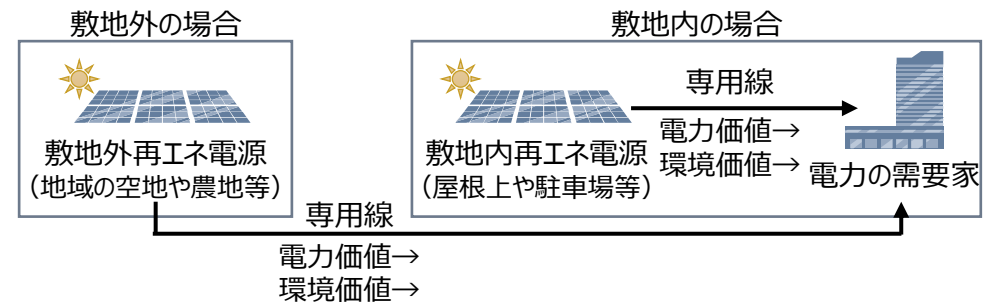 敷地外の場合
敷地外再エネ電源
（地域の空地や農地等）
敷地内の場合
敷地内再エネ電源
（屋根上や駐車場等）
専用線
電力価値→
環境価値→
電力の需要家
専用線
電力価値→
環境価値→